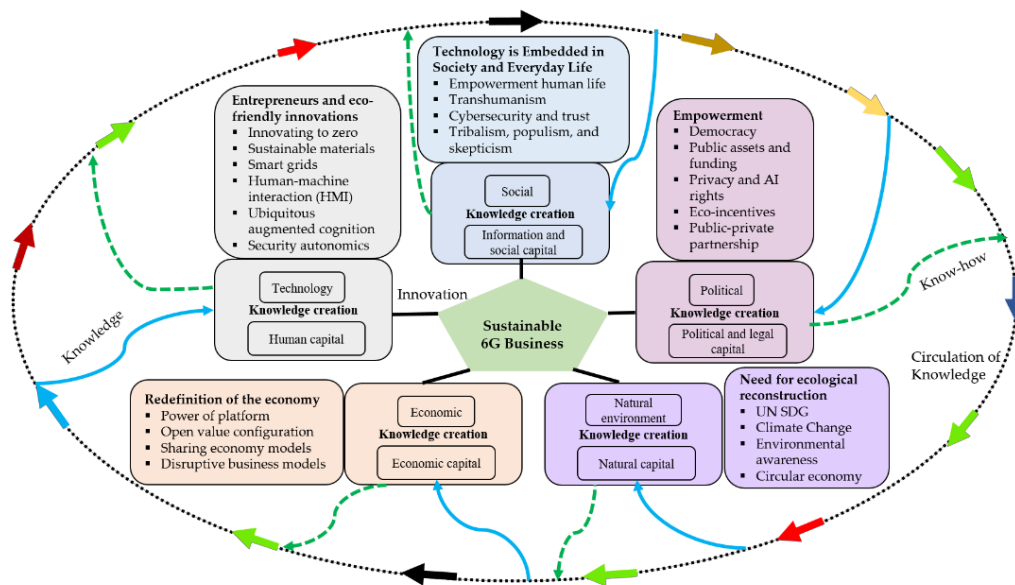 Technology is Embedded in
Society and Everyday Life
▪ Empowerment human life
▪ Transhumanism
▪ Cybersecurity and trust
▪ Tribalism, populism, and
skepticism
Social
Knowledge creation
Information and
social capital
Entrepreneurs and eco-
friendly innovations
▪ Innovating to zero
▪ Sustainable materials
▪ Smart grids
▪ Human-machine
interaction (HMI)
▪ Ubiquitous
augmented cognition
▪ Security autonomics
Technology
Knowledge creation
Human capital
Innovation
Knowledge
Empowerment
▪ Democracy
▪ Public assets and
funding
▪ Privacy and AI
rights
▪ Eco-incentives
▪ Public-private
partnership
Political
Knowledge creation
Political and legal
capital
Know-how
Circulation of
Knowledge
Sustainable
6G Business
Redefinition of the economy
▪ Power of platform
▪ Open value configuration
▪ Sharing economy models
▪ Disruptive business models
Economic
Knowledge creation
Economic capital
Natural
environment
Knowledge creation
Natural capital
Need for ecological
reconstruction
▪ UN SDG
▪ Climate Change
▪ Environmental
awareness
▪ Circular economy